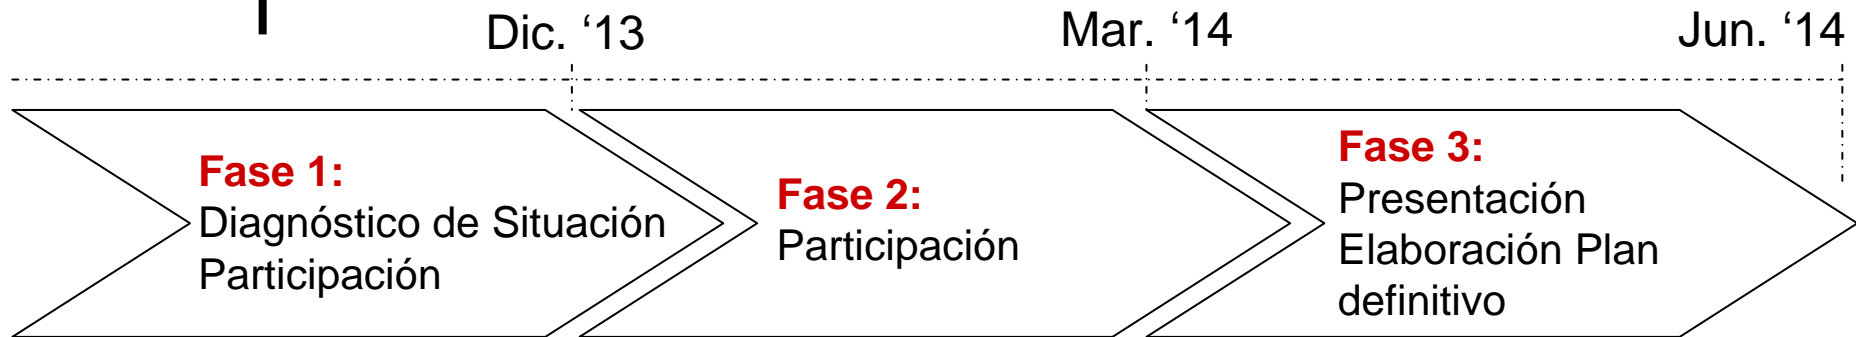 Dic. ‘13
Mar. ‘14
Jun. ‘14
Fase 1:
Diagnóstico de Situación
Participación
Fase 2:
Participación
Fase 3:
Presentación
Elaboración Plan
definitivo